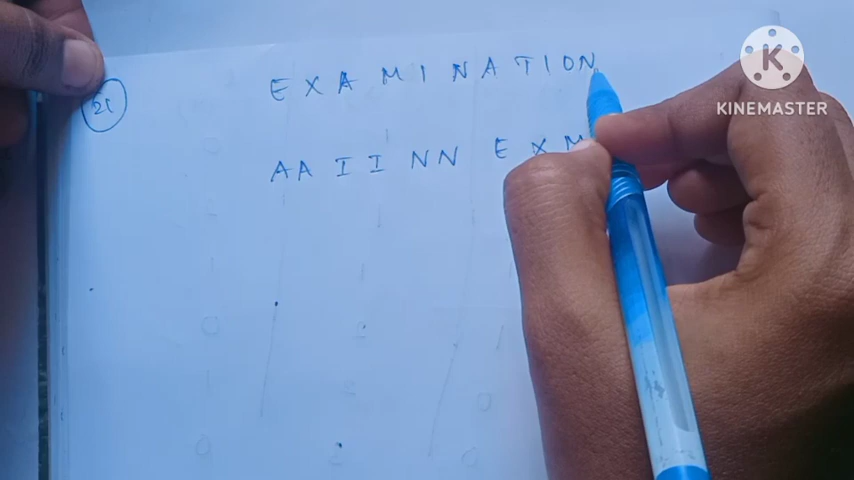 21 E X A M I N A T I O N
A A I I N N E X M
K
KINEMASTER